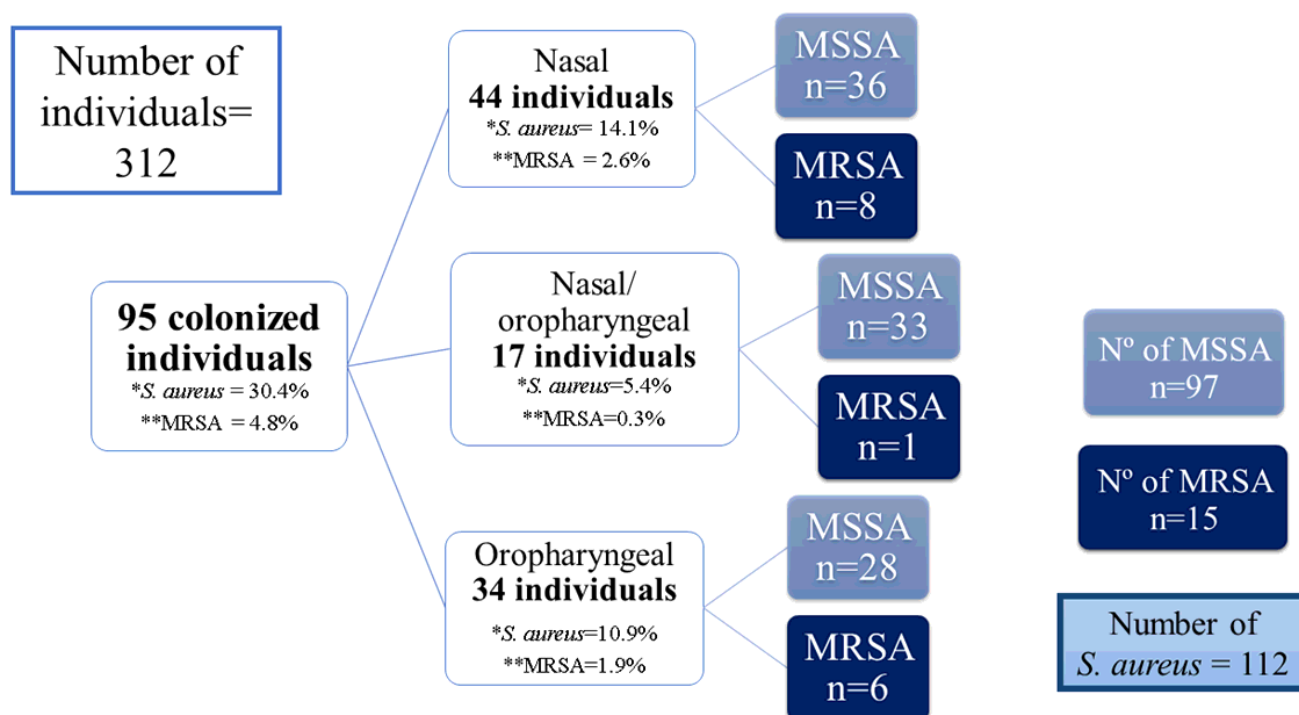 Number of
individuals=
312
95 colonized
individuals
*S. aureus = 30.4%
**MRSA = 4.8%
Nasal
44 individuals
*S. aureus= 14.1%
**MRSA = 2.6%
MSSA
n=36
MRSA
n=8
Nasal/
oropharyngeal
17 individuals
*S. aureus=5.4%
**MRSA=0.3%
MSSA
n=33
MRSA
n=1
Oropharyngeal
34 individuals
*S. aureus=10.9%
**MRSA=1.9%
MSSA
n=28
MRSA
n=6
Nº of MSSA
n=97
Nº of MRSA
n=15
Number of
S. aureus = 112